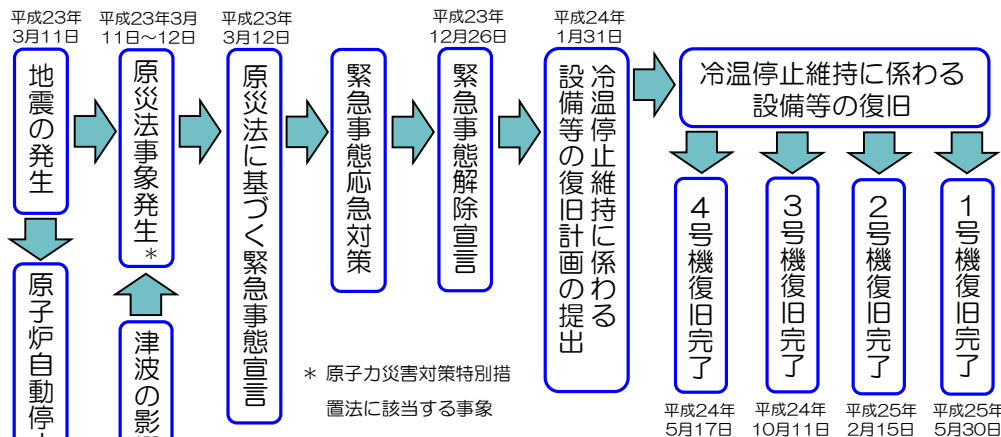 平成23年
3月11日
地震の発生
原子炉自動停止
平成23年3月
11日～12日
原災法事象発生*
津波の影響
平成23年
3月12日
原災法に基づく緊急事態宣言
緊急事態応急対策
平成23年
12月26日
緊急事態解除宣言
平成24年
1月31日
冷温停止維持に係わる
設備等の復旧計画の提出
冷温停止維持に係わる
設備等の復旧
4号機復旧完了
平成24年
5月17日
3号機復旧完了
平成24年
10月11日
2号機復旧完了
平成25年
2月15日
1号機復旧完了
平成25年
5月30日
* 原子力災害対策特別措
置法に該当する事象